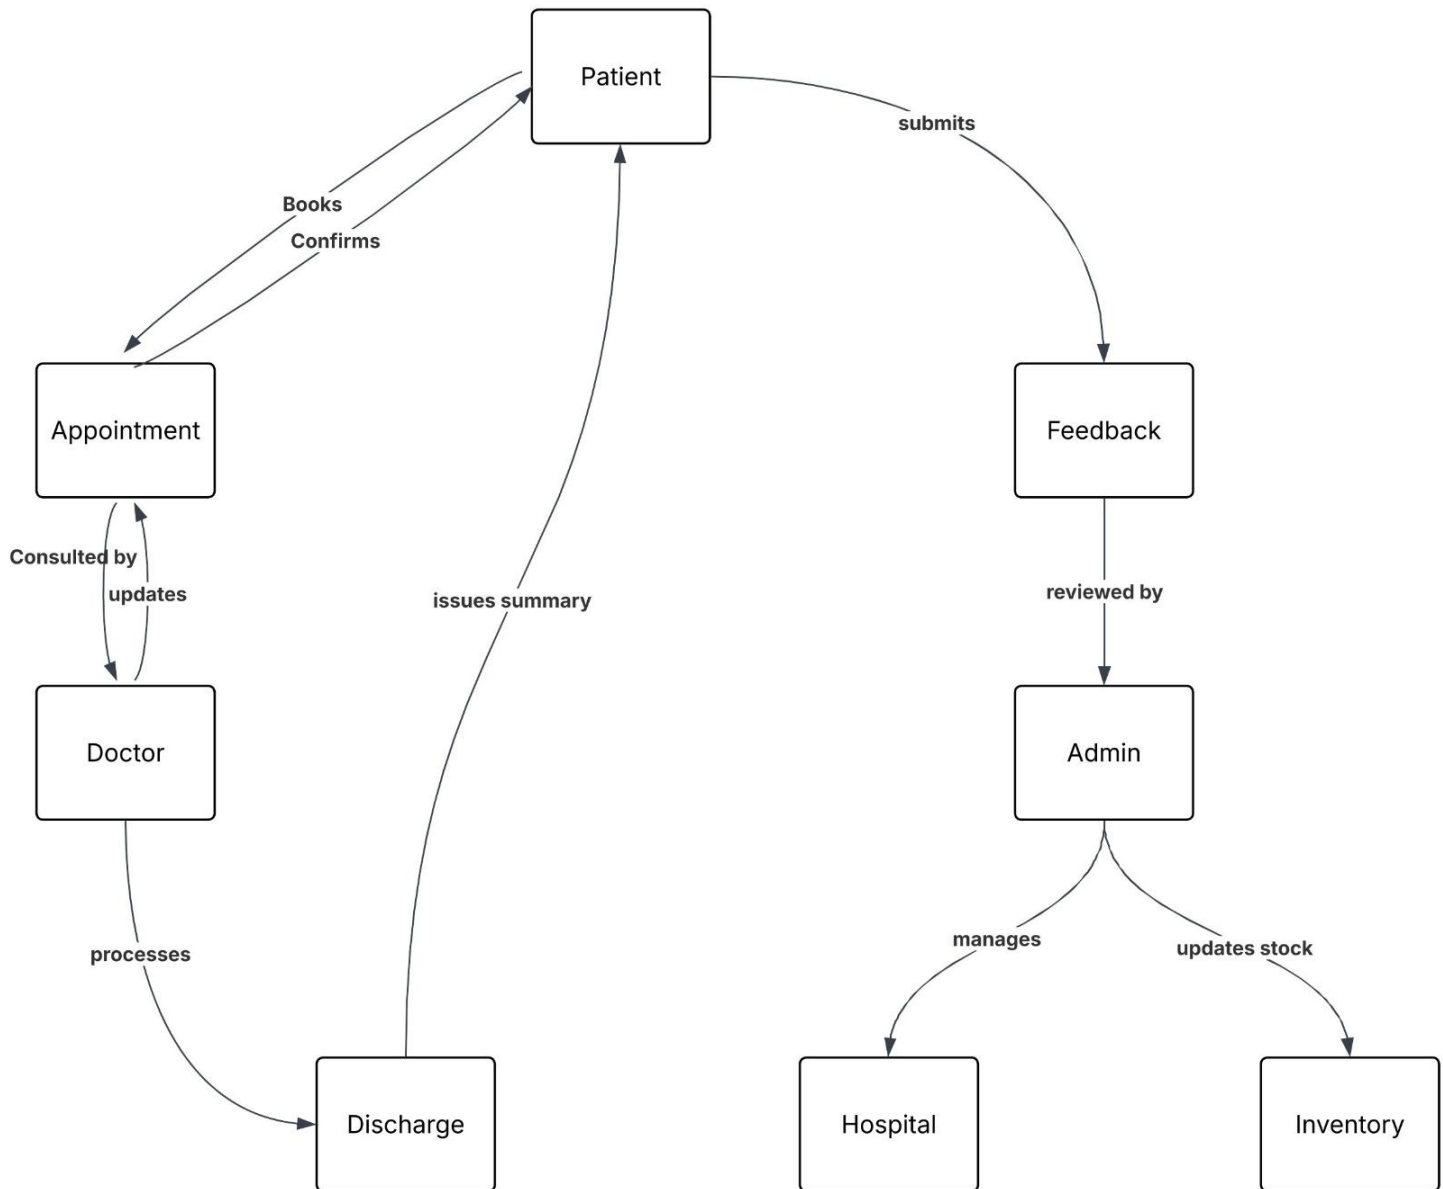 Patient
submits
Books
Confirms
Appointment
Feedback
Consulted by
updates
issues summary
reviewed by
Doctor
Admin
processes
manages
updates stock
Discharge
Hospital
Inventory